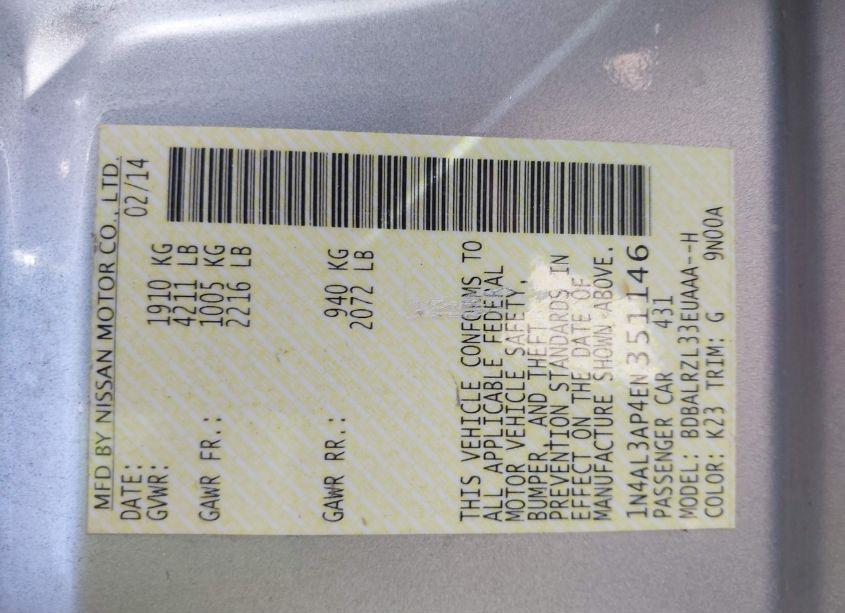 MFD BY NISSAN MOTOR CO., LTD.
DATE: 02/14
GVWR: 1910 KG
4211 LB
GAWR FR.: 1005 KG
2216 LB
GAWR RR.: 940 KG
2072 LB
THIS VEHICLE CONFORMS TO
ALL APPLICABLE FEDERAL
MOTOR VEHICLE SAFETY,
BUMPER, AND THEFT
PREVENTION STANDARDS IN
EFFECT ON THE DATE OF
MANUFACTURE SHOWN ABOVE.
1N4AL3AP4EN351146
PASSENGER CAR 431
MODEL: BDBALRZL33EUAAA--H
COLOR: K23 TRIM: G 9N00A